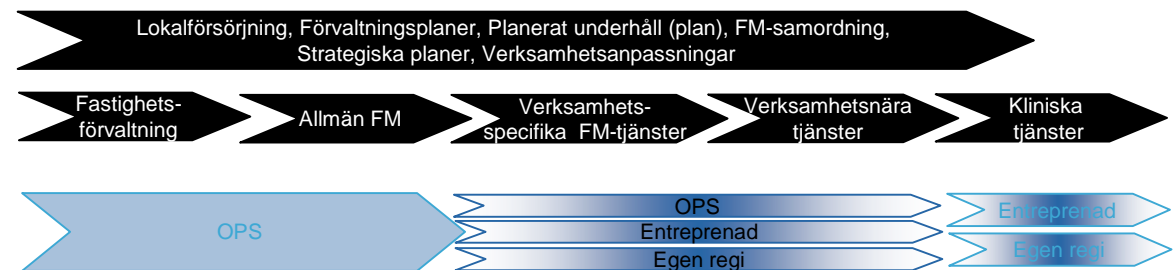 Lokalförsörjning, Förvaltningsplaner, Planerat underhåll (plan), FM-samordning,
Strategiska planer, Verksamhetsanpassningar
Fastighets-
förvaltning
Allmän FM
Verksamhets-
specifika FM-tjänster
Verksamhetsnära
tjänster
Kliniska
tjänster
OPS
OPS
Entreprenad
Egen regi
Entreprenad
Egen regi